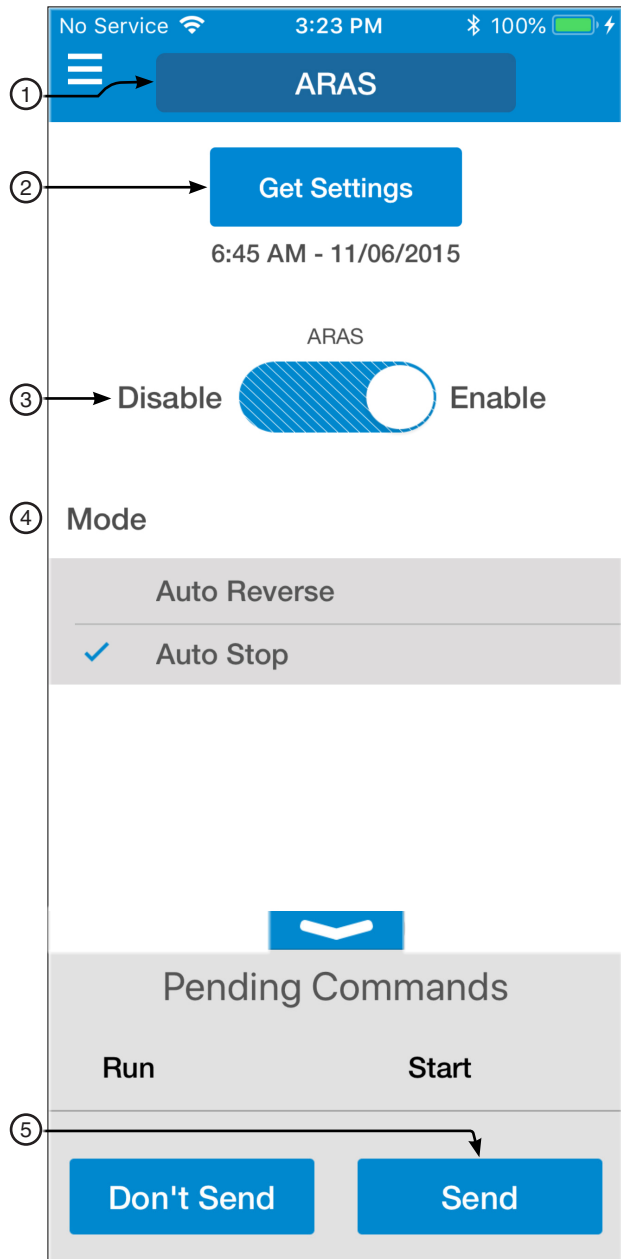 No Service 3:23 PM 100%
1 ARAS
2 Get Settings
6:45 AM - 11/06/2015
ARAS
3 Disable Enable
4 Mode
Auto Reverse
Auto Stop
Pending Commands
Run Start
5
Don't Send Send